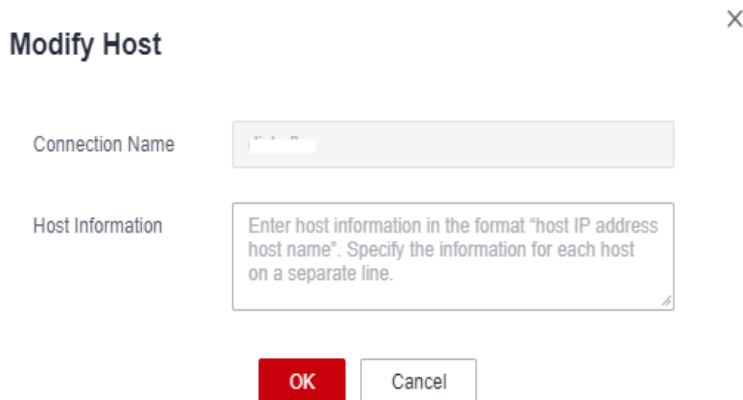 Modify Host
Connection Name
Host Information
Enter host information in the format “host IP address
host name”. Specify the information for each host
on a separate line.
OK
Cancel